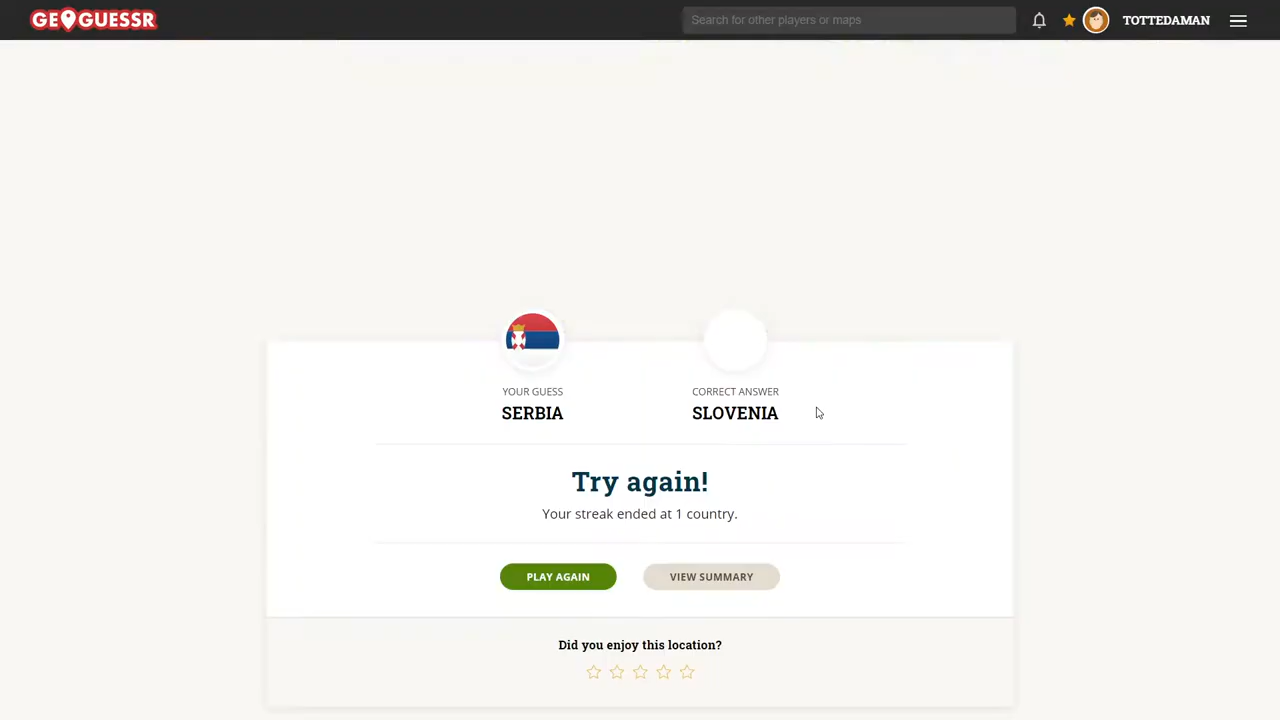 GEOGUESSR
Search for other players or maps
TOTTEDAMAN
YOUR GUESS
SERBIA
CORRECT ANSWER
SLOVENIA
Try again!
Your streak ended at 1 country.
PLAY AGAIN
VIEW SUMMARY
Did you enjoy this location?